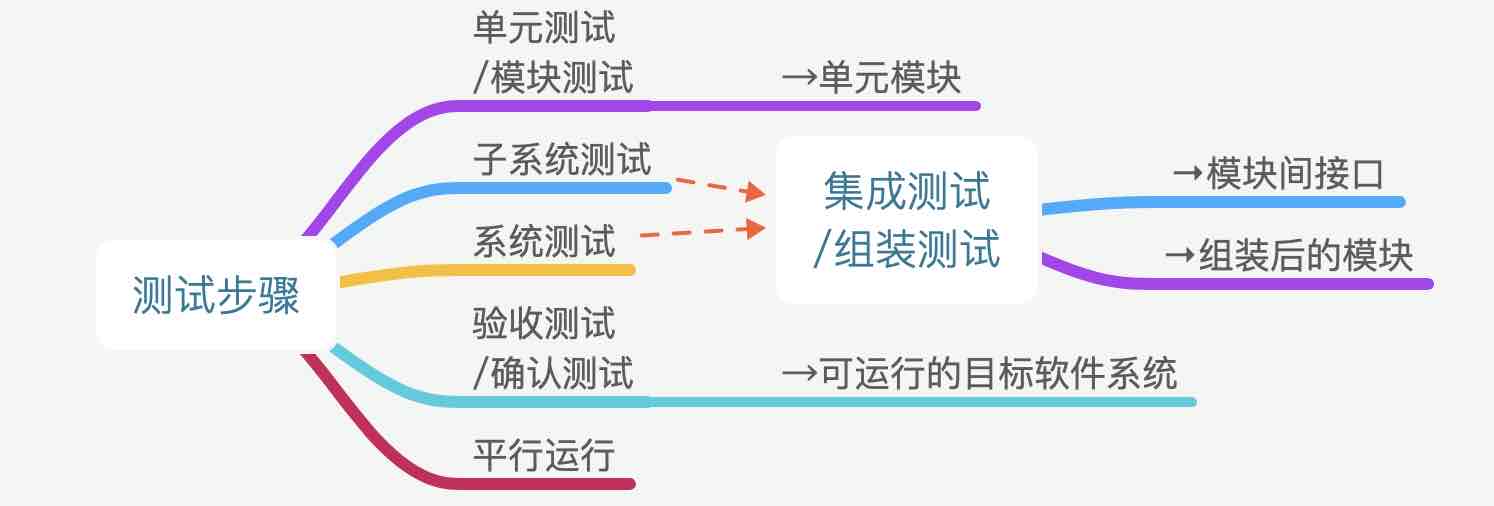 单元测试
/模块测试
→单元模块
子系统测试
系统测试
集成测试
/组装测试
→模块间接口
→组装后的模块
测试步骤
验收测试
/确认测试
→可运行的目标软件系统
平行运行